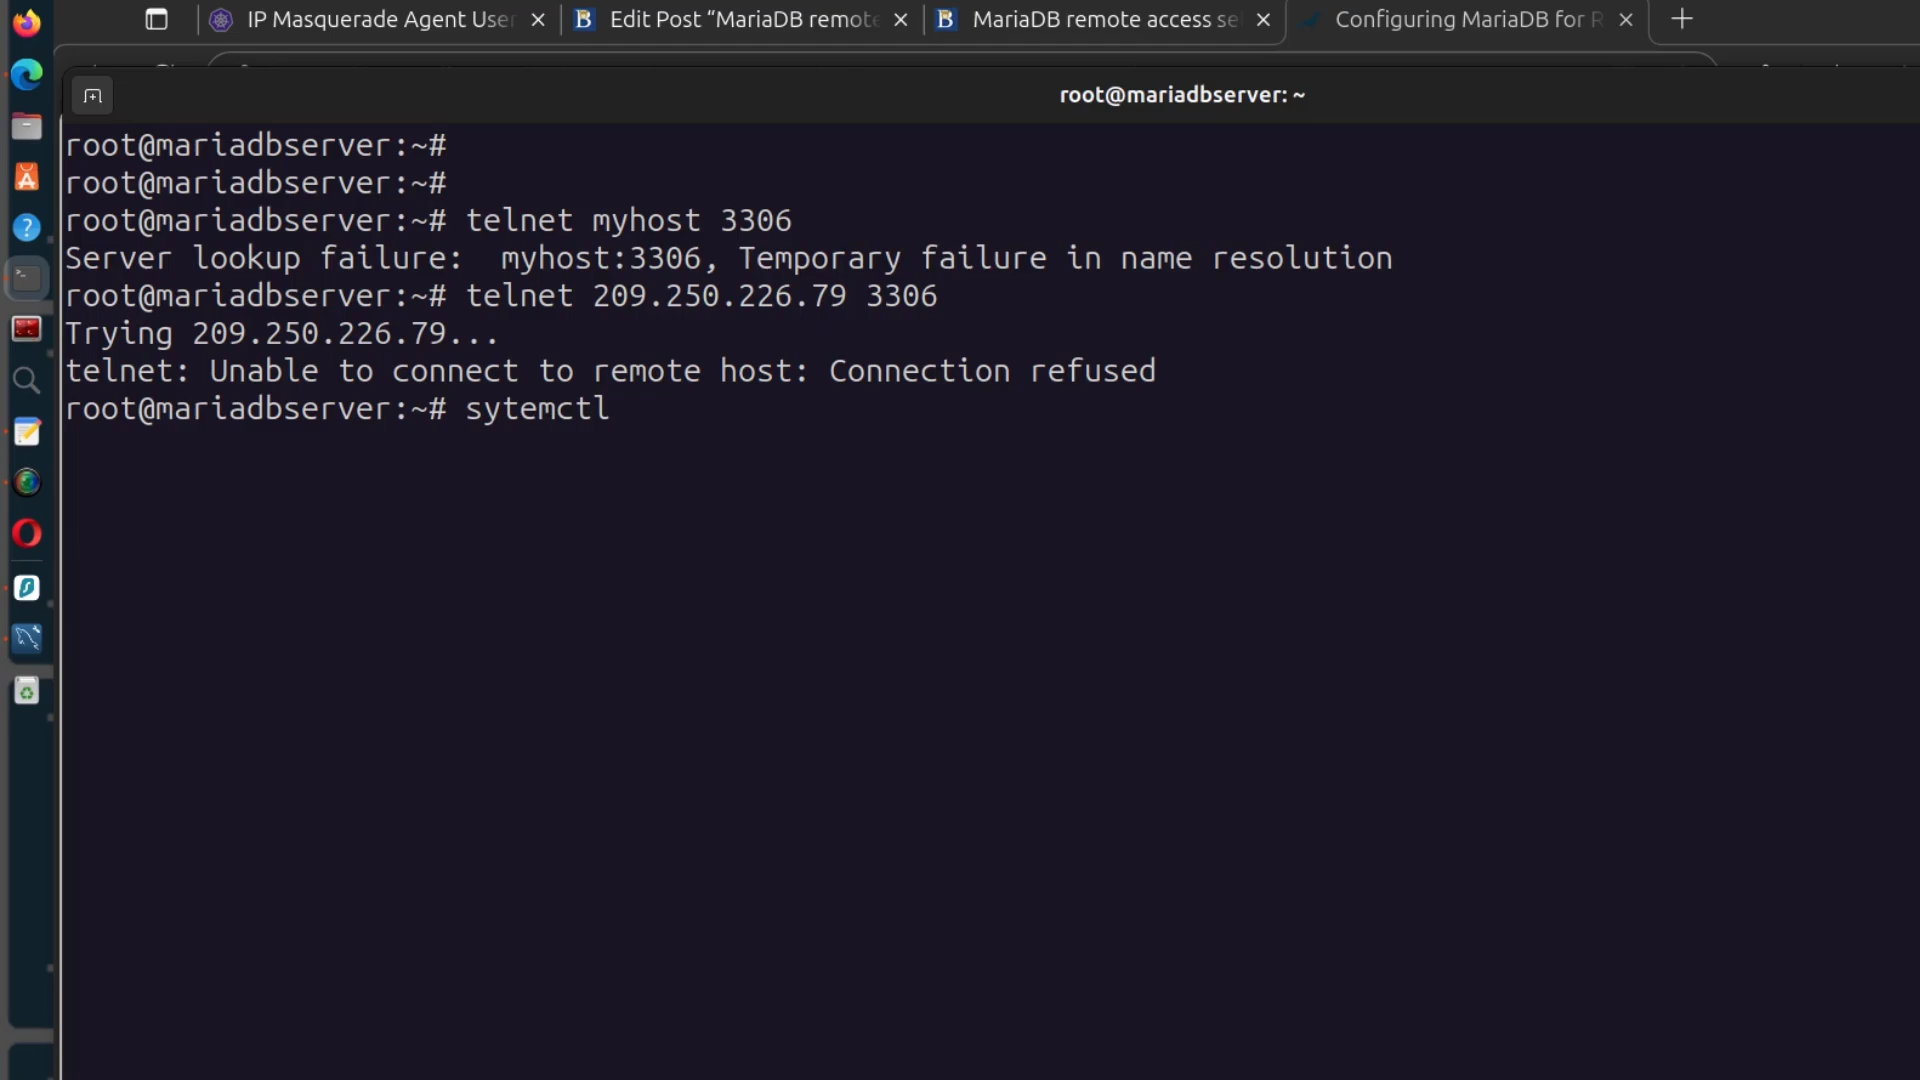 IP Masquerade Agent User
Edit Post “MariaDB remote
MariaDB remote access se
Configuring MariaDB for R
root@mariadbserver: ~
root@mariadbserver:~#
root@mariadbserver:~#
root@mariadbserver:~# telnet myhost 3306
Server lookup failure:  myhost:3306, Temporary failure in name resolution
root@mariadbserver:~# telnet 209.250.226.79 3306
Trying 209.250.226.79...
telnet: Unable to connect to remote host: Connection refused
root@mariadbserver:~# sytemctl